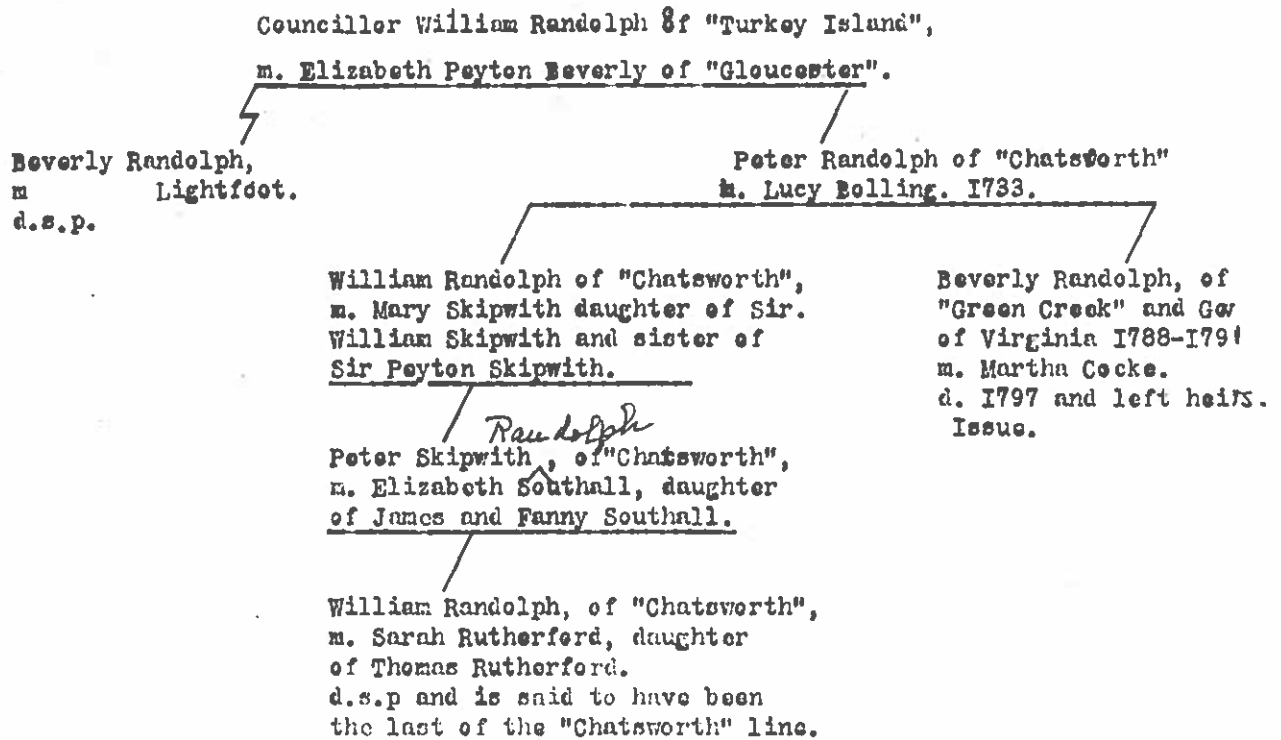 Councillor William Randolph of "Turkey Island",
m. Elizabeth Peyton Beverly of "Gloucester".
Beverly Randolph,
m Lightfoot.
d.s.p.
Peter Randolph of "Chatsworth"
m. Lucy Bolling. I733.
William Randolph of "Chatsworth",
m. Mary Skipwith daughter of Sir.
William Skipwith and sister of
Sir Peyton Skipwith.
Beverly Randolph, of
"Green Creek" and Gov
of Virginia I788-I791
m. Martha Cocke.
d. I797 and left heirs.
Issue.
Randolph
Peter Skipwith , of "Chatsworth",
m. Elizabeth Southall, daughter
of James and Fanny Southall.
William Randolph, of "Chatsworth",
m. Sarah Rutherford, daughter
of Thomas Rutherford.
d.s.p and is said to have been
the last of the "Chatsworth" line.